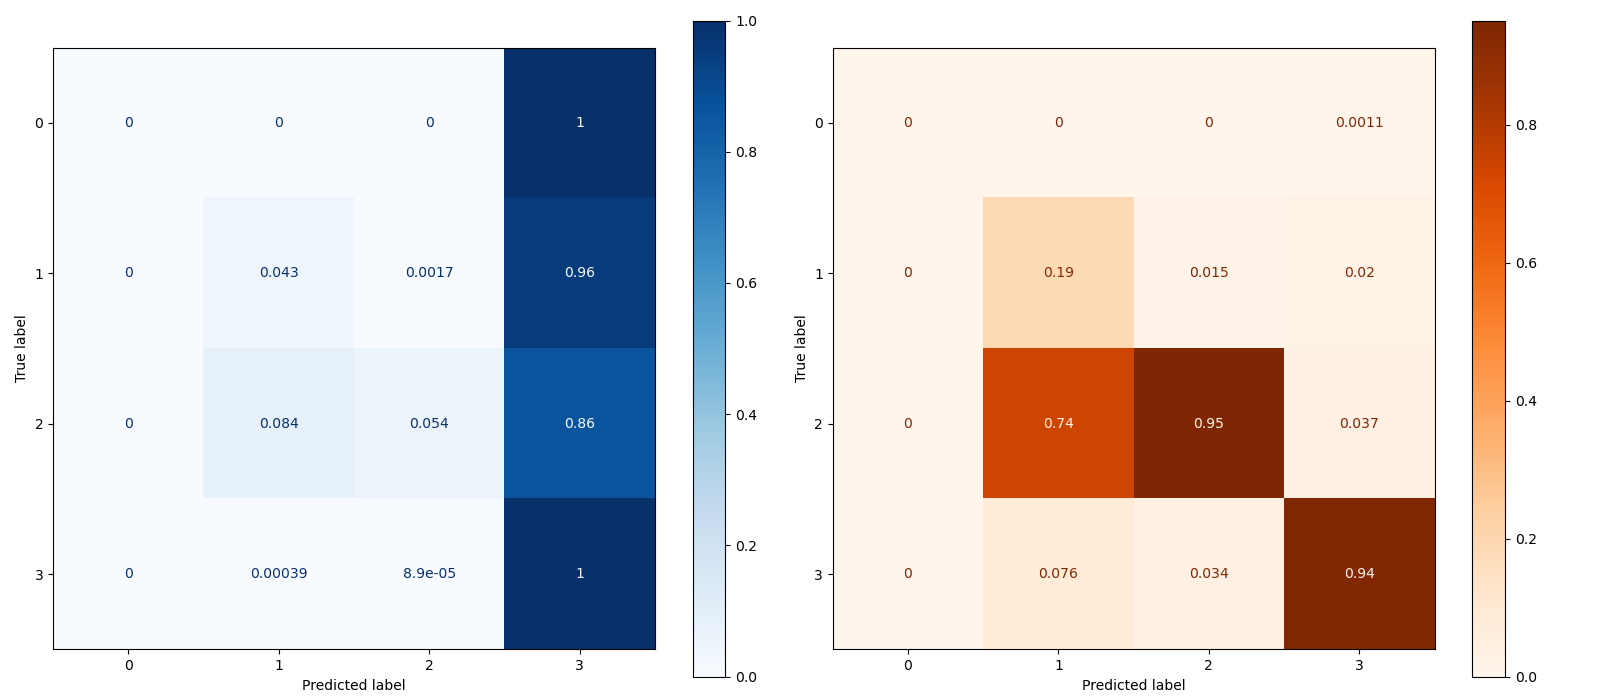 1.0
0 0 0 0 1 0 0 0 0 0.0011
0.8 0.8
1 0 0.043 0.0017 0.96 1 0 0.19 0.015 0.02
0.6 0.6
True label True label
0.4 0.4
2 0 0.084 0.054 0.86 2 0 0.74 0.95 0.037
0.2 0.2
3 0 0.00039 8.9e-05 1 3 0 0.076 0.034 0.94
0 1 2 3 0 1 2 3
0.0 0.0
Predicted label Predicted label